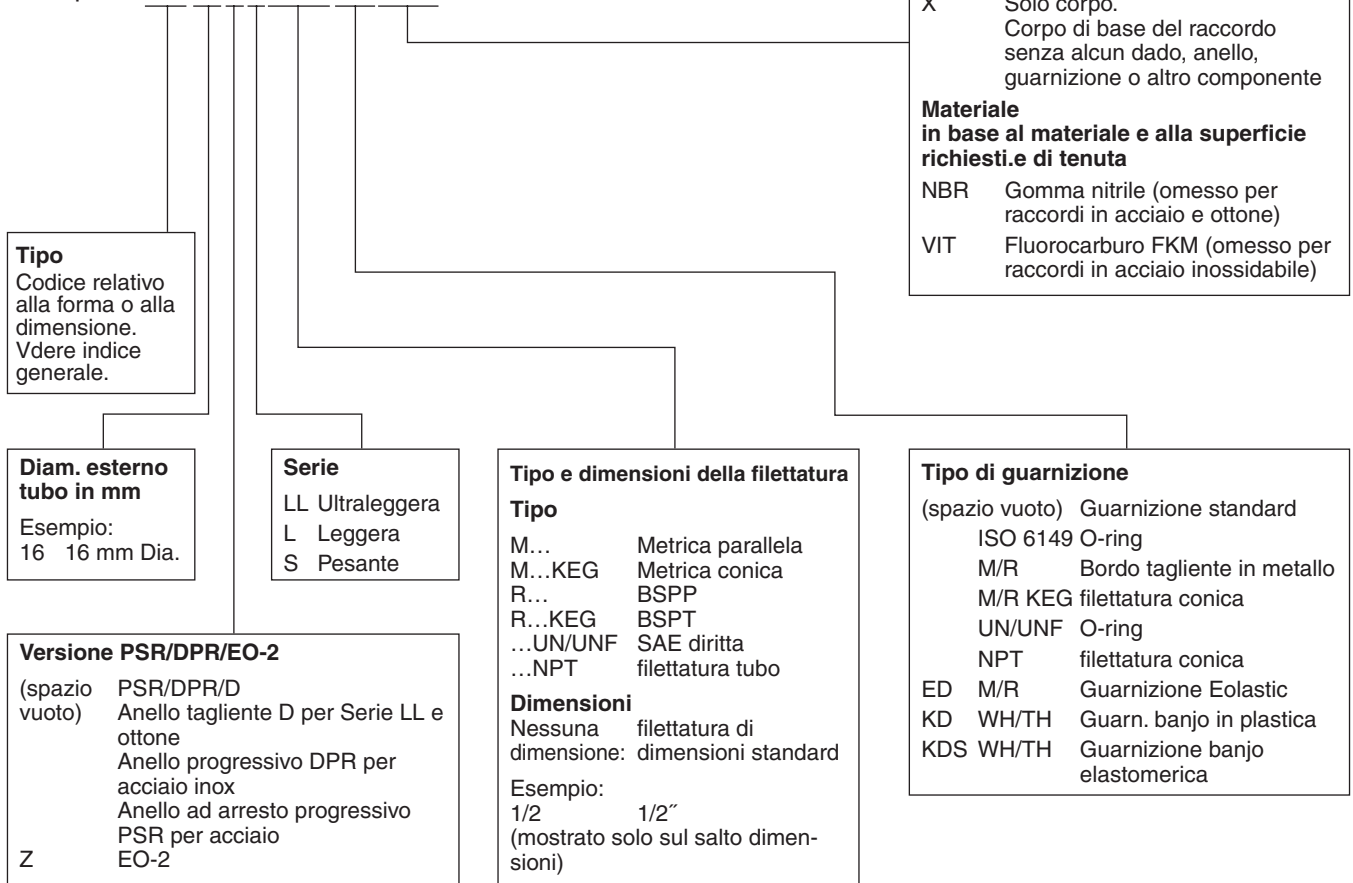 X Solo corpo.
Corpo di base del raccordo
senza alcun dado, anello,
guarnizione o altro componente
Materiale
in base al materiale e alla superficie
richiesti.e di tenuta
NBR Gomma nitrile (omesso per
raccordi in acciaio e ottone)
VIT Fluorocarburo FKM (omesso per
raccordi in acciaio inossidabile)
Tipo
Codice relativo
alla forma o alla
dimensione.
Vdere indice
generale.
Diam. esterno
tubo in mm
Esempio:
16 16 mm Dia.
Serie
LL Ultraleggera
L Leggera
S Pesante
Versione PSR/DPR/EO-2
(spazio PSR/DPR/D
vuoto) Anello tagliente D per Serie LL e
ottone
Anello progressivo DPR per
acciaio inox
Anello ad arresto progressivo
PSR per acciaio
Z EO-2
Tipo e dimensioni della filettatura
Tipo
M… Metrica parallela
M…KEG Metrica conica
R… BSPP
R…KEG BSPT
…UN/UNF SAE diritta
…NPT filettatura tubo
Dimensioni
Nessuna filettatura di
dimensione: dimensioni standard
Esempio:
1/2 1/2˝
(mostrato solo sul salto dimen-
sioni)
Tipo di guarnizione
(spazio vuoto) Guarnizione standard
ISO 6149 O-ring
M/R Bordo tagliente in metallo
M/R KEG filettatura conica
UN/UNF O-ring
NPT filettatura conica
ED M/R Guarnizione Eolastic
KD WH/TH Guarn. banjo in plastica
KDS WH/TH Guarnizione banjo
elastomerica